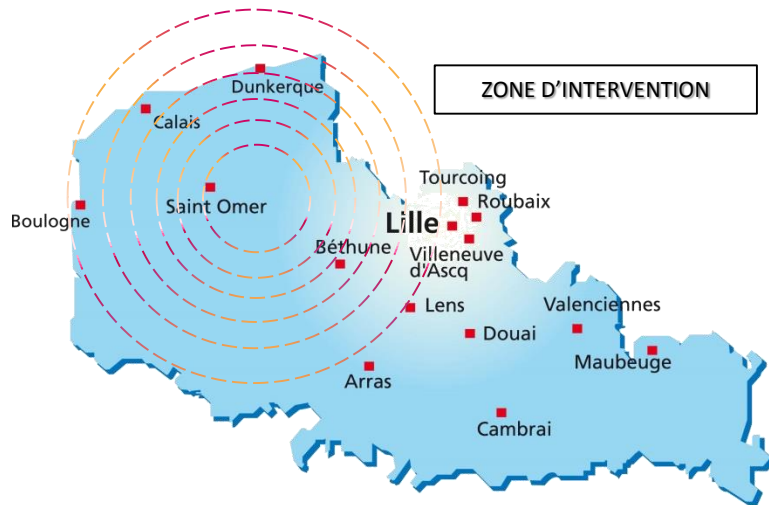 ZONE D'INTERVENTION
Dunkerque
Calais
Tourcoing
Saint Omer
Roubaix
Boulogne
Lille
Béthune
Villeneuve
d'Ascq
Lens
Valenciennes
Douai
Maubeuge
Arras
Cambrai